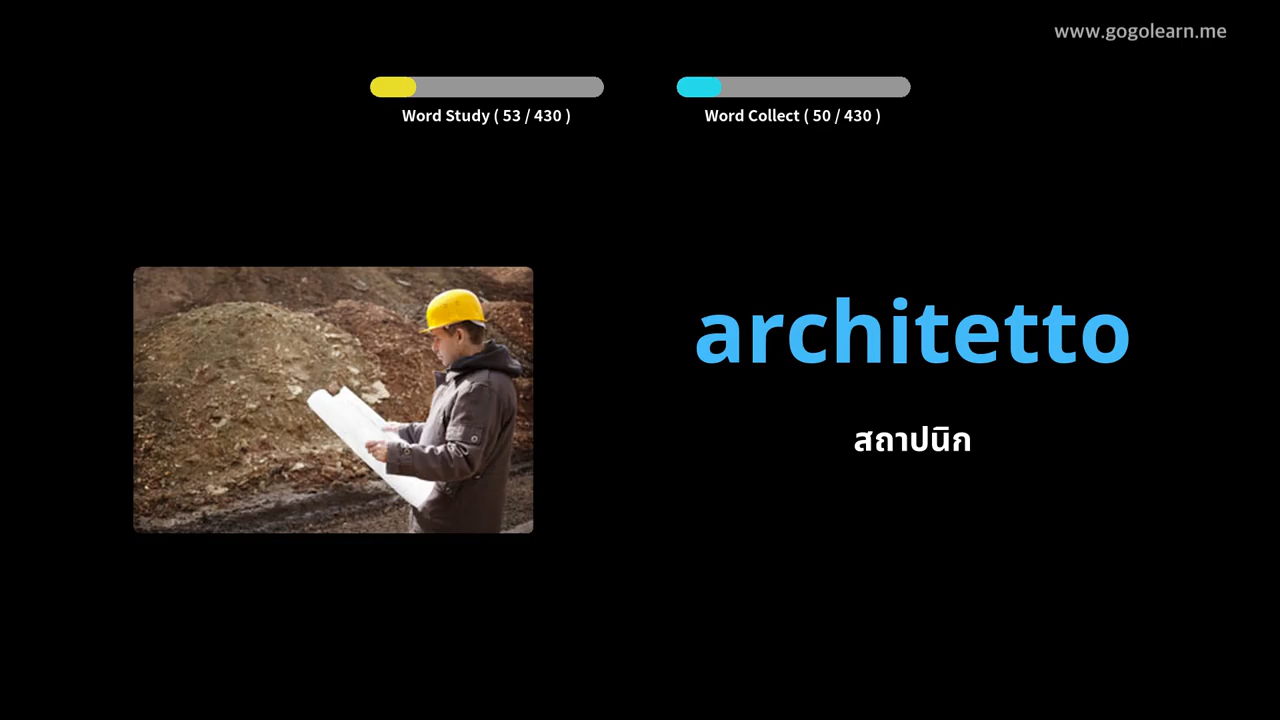 www.gogolearn.me
Word Study ( 53 / 430 )
Word Collect ( 50 / 430 )
architetto
สถาปนิก